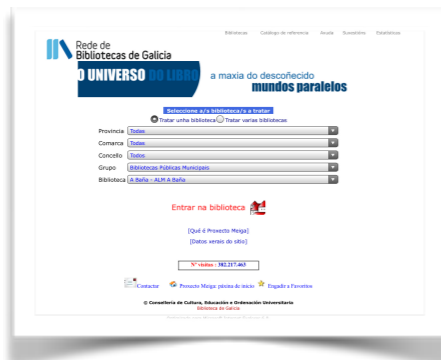 Bibliotecas Catálogo de referencia Axuda Suxestións Estatísticas
Rede de
Bibliotecas de Galicia
O UNIVERSO DO LIBRO
a maxia do descoñecido
mundos paralelos
Seleccione a/s biblioteca/s a tratar
Tratar unha biblioteca Tratar varias bibliotecas
Provincia Todas
Comarca Todas
Concello Todos
Grupo Bibliotecas Públicas Municipais
Biblioteca A Baña - ALM A Baña
Entrar na biblioteca
[Qué é Proxecto Meiga]
[Datos xerais do sitio]
Nº visitas : 382.217.463
Contactar Proxecto Meiga: páxina de inicio Engadir a Favoritos
© Consellería de Cultura, Educación e Ordenación Universitaria
Biblioteca de Galicia